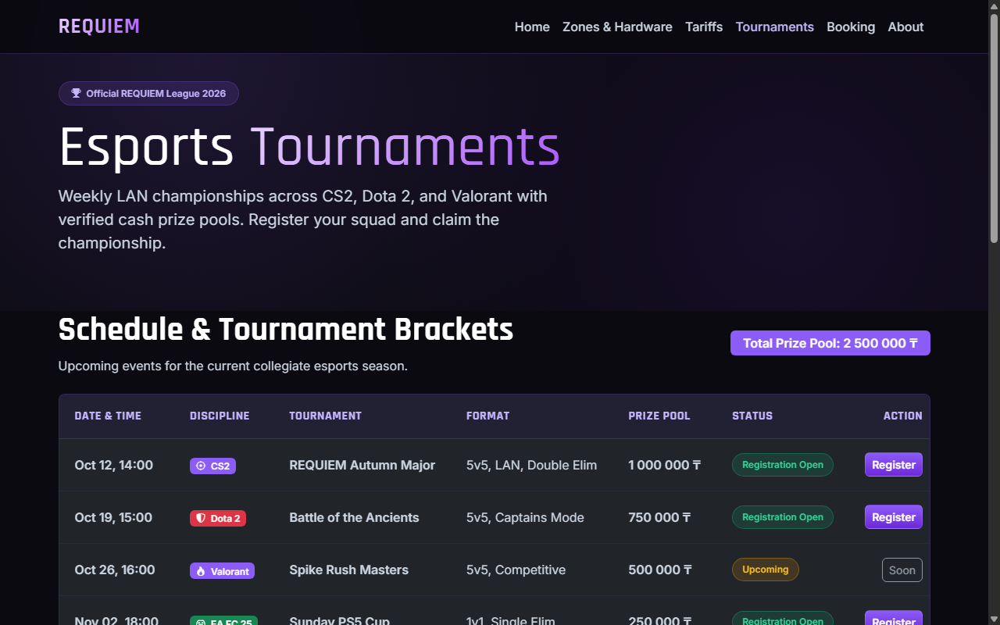 REQUIEM
Home Zones & Hardware Tariffs Tournaments Booking About
Official REQUIEM League 2026
Esports Tournaments
Weekly LAN championships across CS2, Dota 2, and Valorant with
verified cash prize pools. Register your squad and claim the
championship.
Schedule & Tournament Brackets
Total Prize Pool: 2 500 000 ₸
Upcoming events for the current collegiate esports season.
DATE & TIME DISCIPLINE TOURNAMENT FORMAT PRIZE POOL STATUS ACTION
Oct 12, 14:00 CS2 REQUIEM Autumn Major 5v5, LAN, Double Elim 1 000 000 ₸ Registration Open Register
Oct 19, 15:00 Dota 2 Battle of the Ancients 5v5, Captains Mode 750 000 ₸ Registration Open Register
Oct 26, 16:00 Valorant Spike Rush Masters 5v5, Competitive 500 000 ₸ Upcoming Soon
Nov 02, 18:00 EA FC 25 Sunday PS5 Cup 1v1, Single Elim 250 000 ₸ Registration Open Register